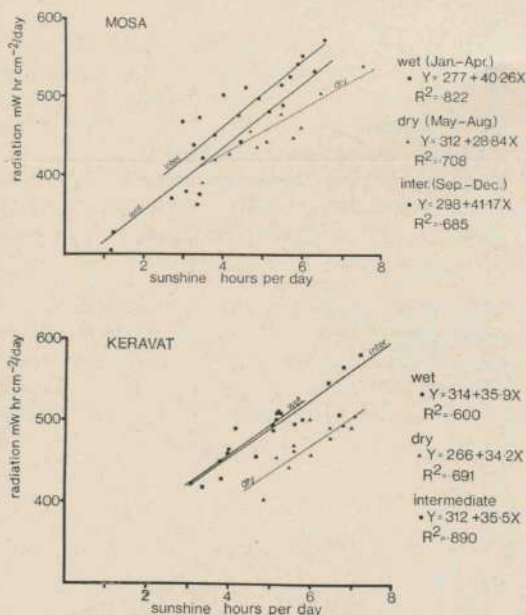 MOSA
600
500
400
radiation mW hr cm-2/day
2
4
6
8
sunshine hours per day
inter.
wet
dry
wet (Jan.-Apr.)
• Y= 277 + 40·26X
R2=·822
dry (May-Aug)
• Y= 312 +28·84X
R2=·708
inter. (Sep.-Dec.)
• Y= 298 +41·17X
R2=·685
KERAVAT
600
500
400
radiation mW hr cm-2/day
2
4
6
8
sunshine hours per day
wet
inter.
dry
wet
• Y=314+35·9X
R2=·600
dry
• Y= 266 +34·2X
R2=·691
intermediate
• Y= 312 +35·5X
R2=·890